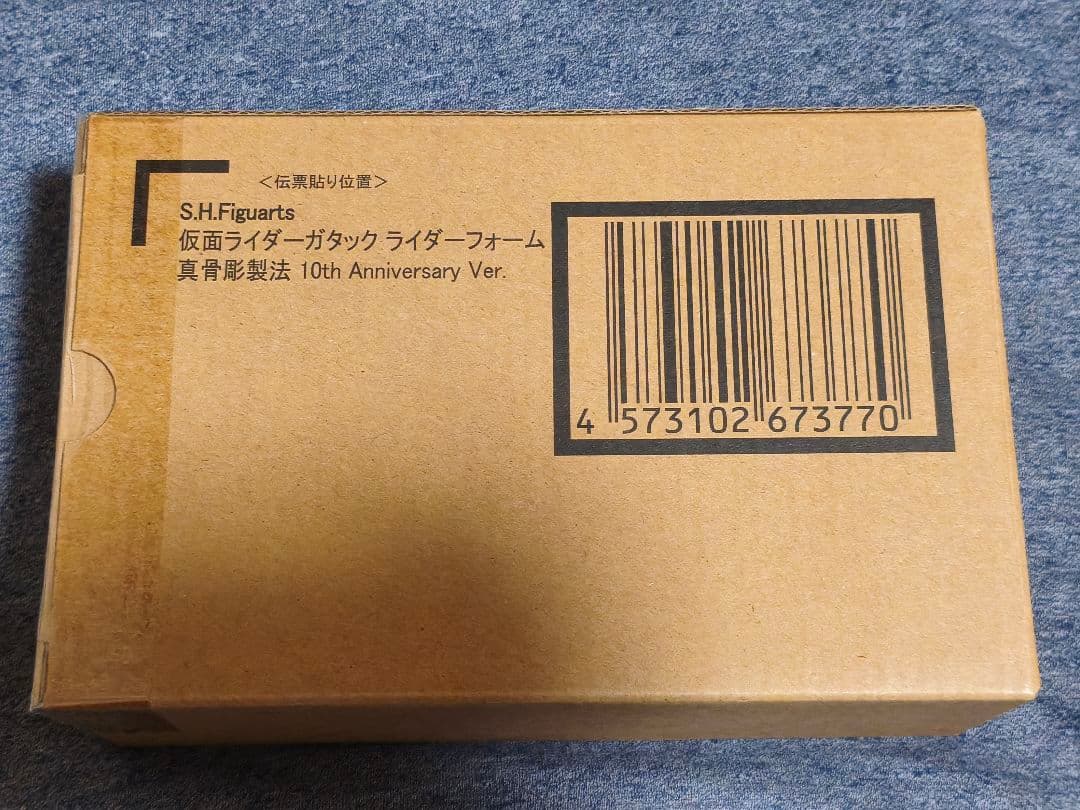 ＜伝票貼り位置＞
S.H.Figuarts
仮面ライダーガタック ライダーフォーム
真骨彫製法 10th Anniversary Ver.
4 573102 673770